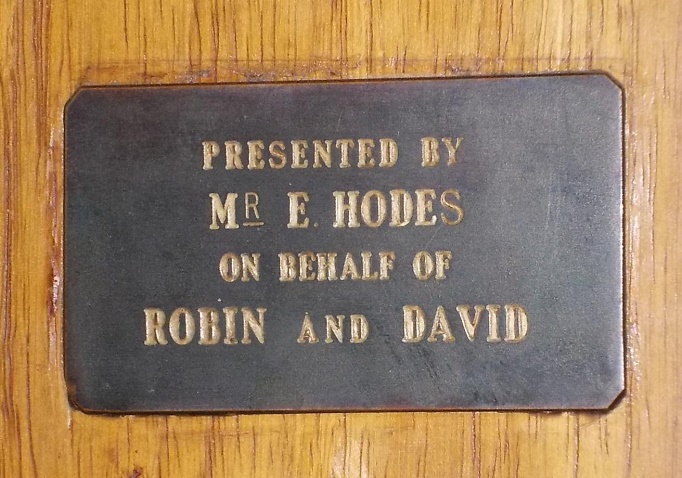 PRESENTED BY
MR E. HODES
ON BEHALF OF
ROBIN AND DAVID